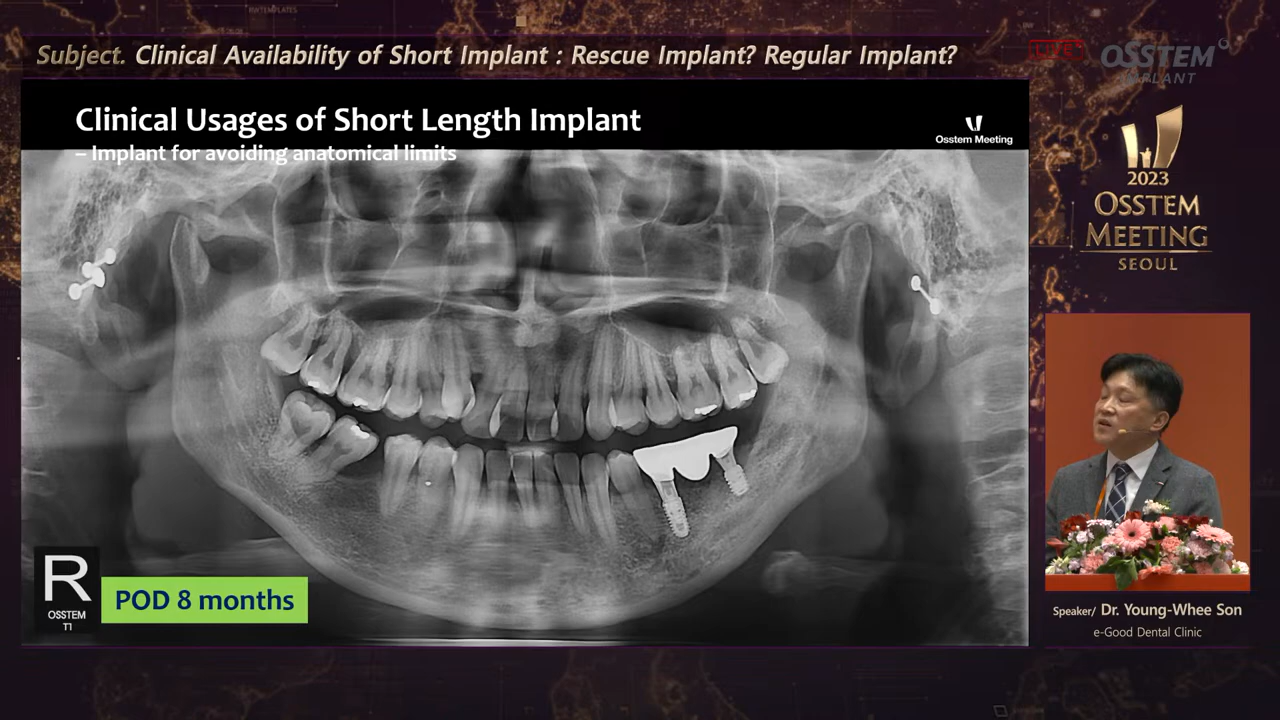 NWTEMPLATES
Subject. Clinical Availability of Short Implant : Rescue Implant? Regular Implant?
LIVE
OSSTEM
IMPLANT
Clinical Usages of Short Length Implant
– Implant for avoiding anatomical limits
Osstem Meeting
2023
OSSTEM
MEETING
SEOUL
R
OSSTEM
T1
POD 8 months
Speaker/ Dr. Young-Whee Son
e-Good Dental Clinic